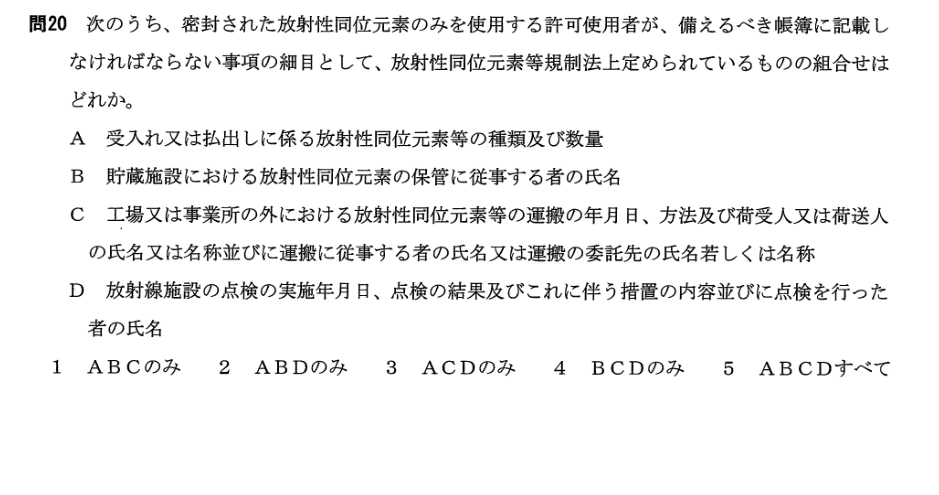 問20 次のうち、密封された放射性同位元素のみを使用する許可使用者が、備えるべき帳簿に記載し
なければならない事項の細目として、放射性同位元素等規制法上定められているものの組合せは
どれか。
A 受入れ又は払出しに係る放射性同位元素等の種類及び数量
B 貯蔵施設における放射性同位元素の保管に従事する者の氏名
C 工場又は事業所の外における放射性同位元素等の運搬の年月日、方法及び荷受人又は荷送人
の氏名又は名称並びに運搬に従事する者の氏名又は運搬の委託先の氏名若しくは名称
D 放射線施設の点検の実施年月日、点検の結果及びこれに伴う措置の内容並びに点検を行った
者の氏名
1 ABCのみ 2 ABDのみ 3 ACDのみ 4 BCDのみ 5 ABCDすべて